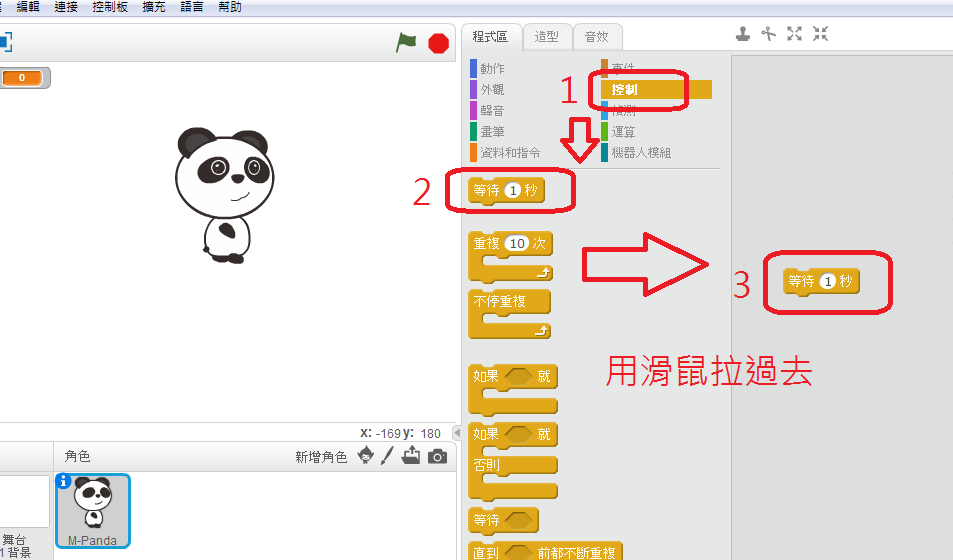 編輯 連接 控制板 擴充 語言 幫助
程式區 造型 音效
0
動作 事件
外觀 控制
1
聲音 偵測
畫筆 運算
資料和指令 機器人模組
2
等待 1 秒
重複 10 次
3
等待 1 秒
不停重複
用滑鼠拉過去
如果 就
如果 就
否則
x: -169 y: 180
角色 新增角色
M-Panda
舞台
1 背景
等待
直到 前都不斷重複